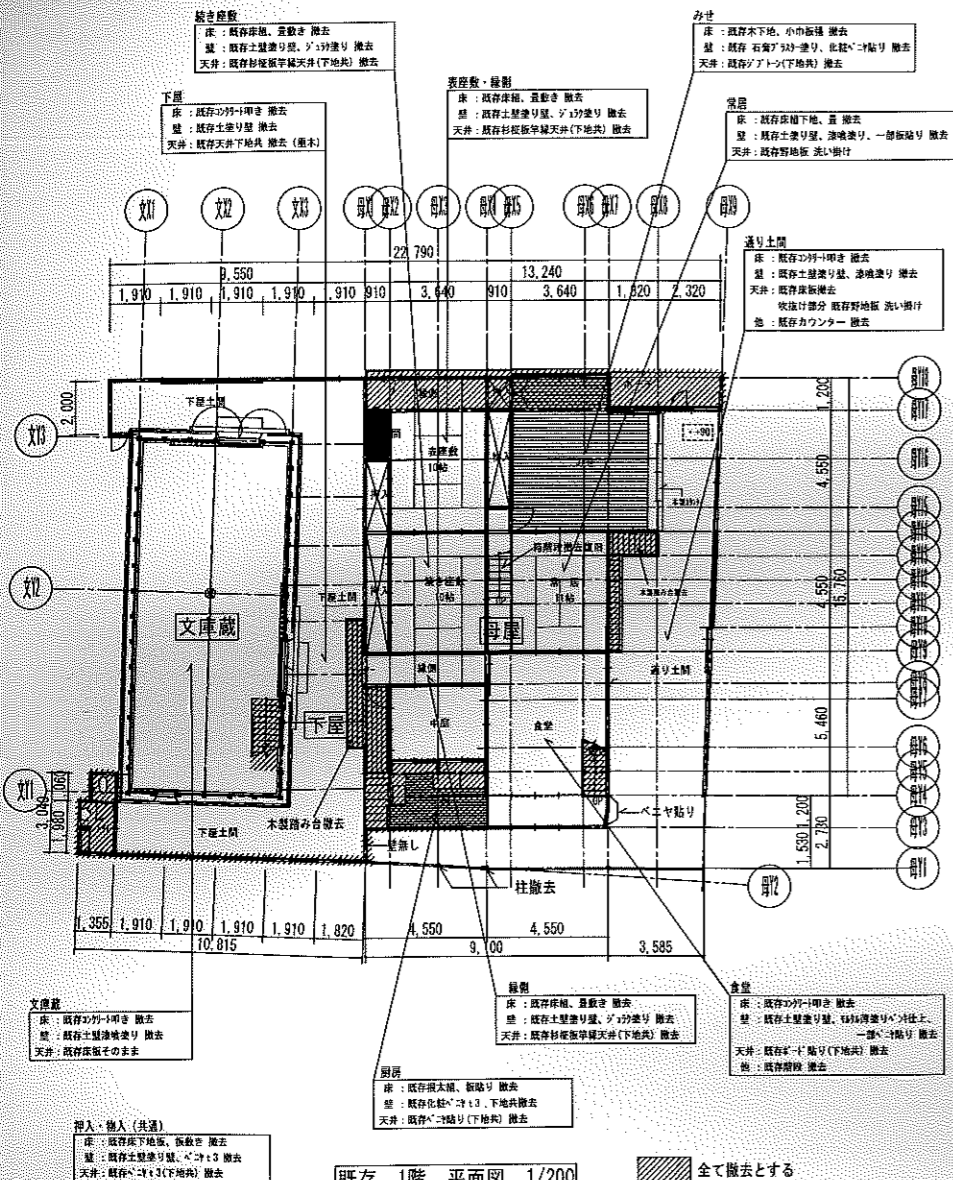 続き座敷
床 : 既存床組、畳敷き 撤去
壁 : 既存土壁塗り壁、ジュラク塗り 撤去
天井: 既存杉柾板竿縁天井(下地共) 撤去
みせ
床 : 既存木下地、小巾板張 撤去
壁 : 既存 石膏プラスター塗り、化粧ベニヤ貼り 撤去
天井: 既存ジプトーン(下地共) 撤去
下屋
床 : 既存コンクリート叩き 撤去
壁 : 既存土塗り壁 撤去
天井: 既存天井下地共 撤去 (垂木)
表座敷・縁側
床 : 既存床組、畳敷き 撤去
壁 : 既存土壁塗り壁、ジュラク塗り 撤去
天井: 既存杉柾板竿縁天井(下地共) 撤去
常居
床 : 既存床組下地、畳 撤去
壁 : 既存土塗り壁、漆喰塗り、一部板貼り 撤去
天井: 既存野地板 洗い掛け
通り土間
床 : 既存コンクリート叩き 撤去
壁 : 既存土壁塗り壁、漆喰塗り 撤去
天井: 既存床板撤去
吹抜け部分 既存野地板 洗い掛け
他 : 既存カウンター 撤去
文X1 文X2 文X3 母X1 母X2 母X3 母X4 母X5 母X6 母X7 母X8 母X9
22,790
9,550 13,240
1,910 1,910 1,910 1,910 1,910 910 3,640 910 3,640 1,820 2,320
2,000
下屋土間
文Y3
表座敷
10帖
押入
1,200
4,550
箱階段撤去復旧
続き座敷
10帖
常居
下屋土間
木製踏み台撤去
文Y2
4,550
15,760
文庫蔵
母屋
縁側
通り土間
下屋
中庭
食堂
5,460
文Y1
3,040
1,980 1,060
UP
ベニヤ貼り
下屋土間
木製踏み台撤去
壁無し
柱撤去
1,200
1,530
2,730
母Y2
母Y1
1,355 1,910 1,910 1,910 1,910 1,820 4,550 4,550
10,815 9,100 3,585
文庫蔵
床 : 既存コンクリート叩き 撤去
壁 : 既存土壁漆喰塗り 撤去
天井: 既存床板そのまま
縁側
床 : 既存床組、畳敷き 撤去
壁 : 既存土壁塗り壁、ジュラク塗り 撤去
天井: 既存杉柾板竿縁天井(下地共) 撤去
食堂
床 : 既存コンクリート叩き 撤去
壁 : 既存土壁塗り壁、モルタル薄塗りペンキ仕上、
一部ベニヤ貼り 撤去
天井: 既存ボード貼り(下地共) 撤去
他 : 既存階段 撤去
厨房
床 : 既存根太組、板貼り 撤去
壁 : 既存化粧ベニヤt3、下地共撤去
天井: 既存ベニヤ貼り(下地共) 撤去
押入・物入 (共通)
床 : 既存床下地板、板敷き 撤去
壁 : 既存土壁塗り壁、ベニヤt3 撤去
天井: 既存ベニヤt3(下地共) 撤去
既存 1階 平面図 1/200
全て撤去とする